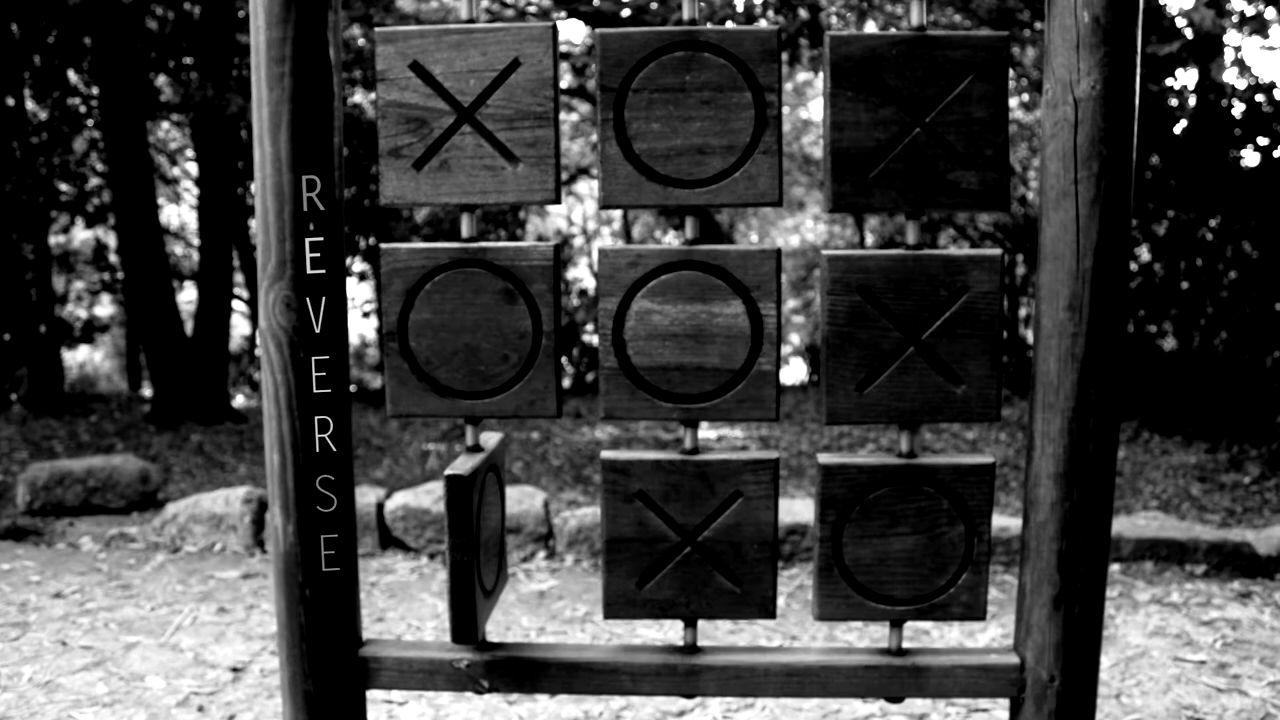 REVERSE
X O X
O O X
O X O